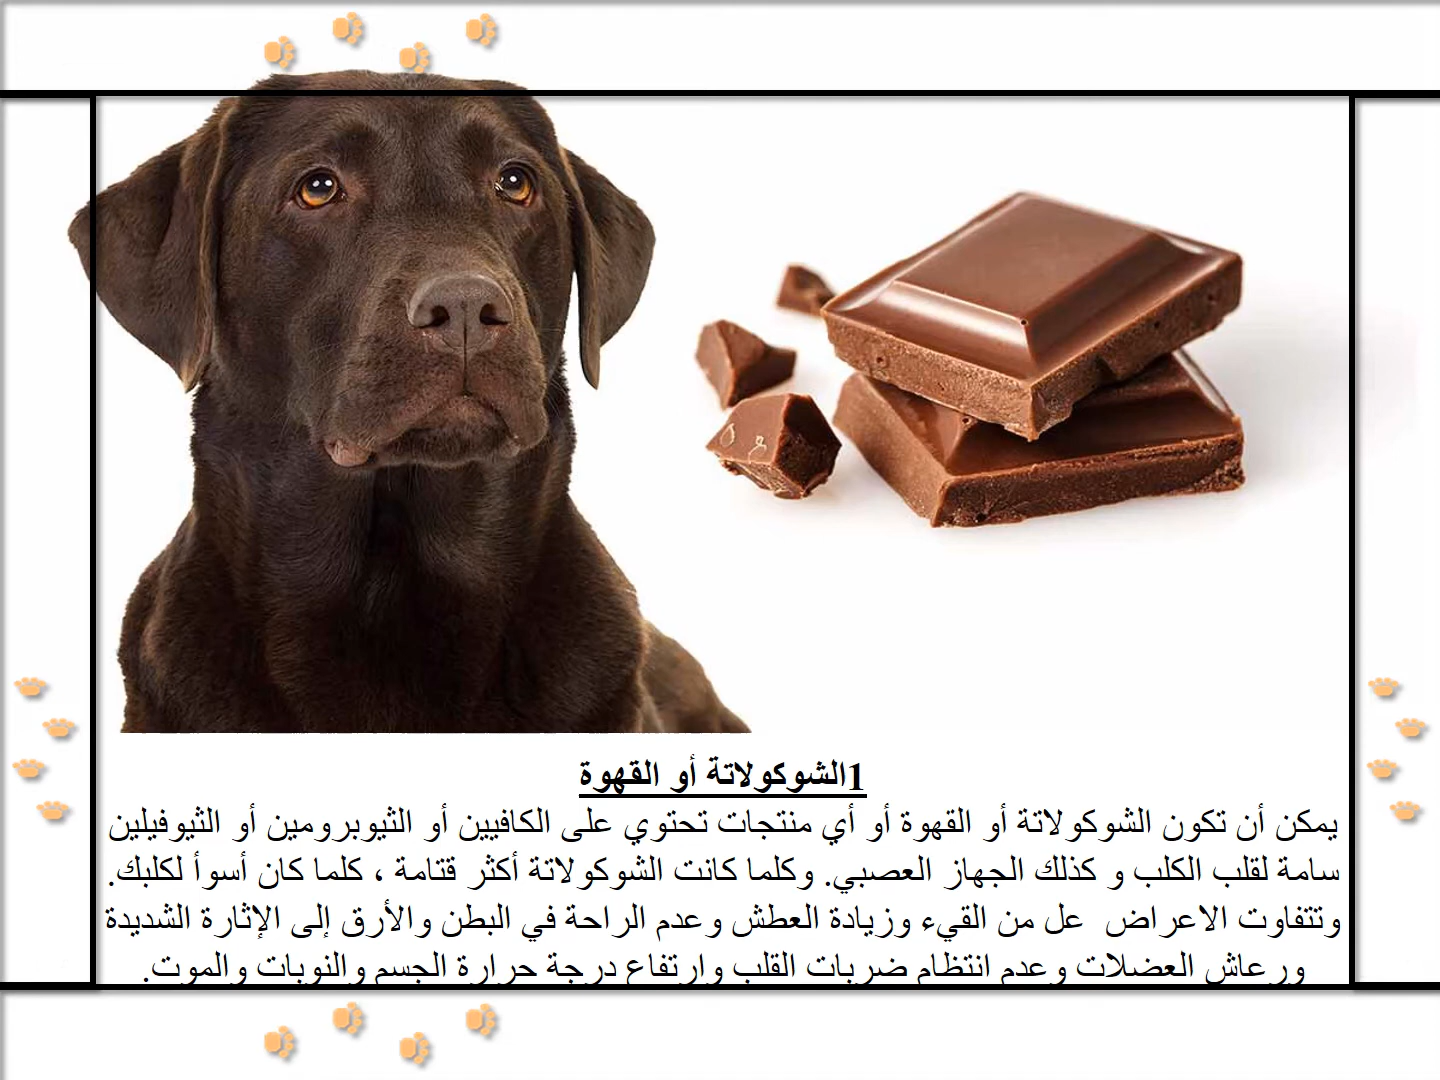 1الشوكولاتة أو القهوة
يمكن أن تكون الشوكولاتة أو القهوة أو أي منتجات تحتوي على الكافيين أو الثيوبرومين أو الثيوفيلين
سامة لقلب الكلب و كذلك الجهاز العصبي. وكلما كانت الشوكولاتة أكثر قتامة ، كلما كان أسوأ لكلبك.
وتتفاوت الاعراض عل من القيء وزيادة العطش وعدم الراحة في البطن والأرق إلى الإثارة الشديدة
ورعاش العضلات وعدم انتظام ضربات القلب وارتفاع درجة حرارة الجسم والنوبات والموت.